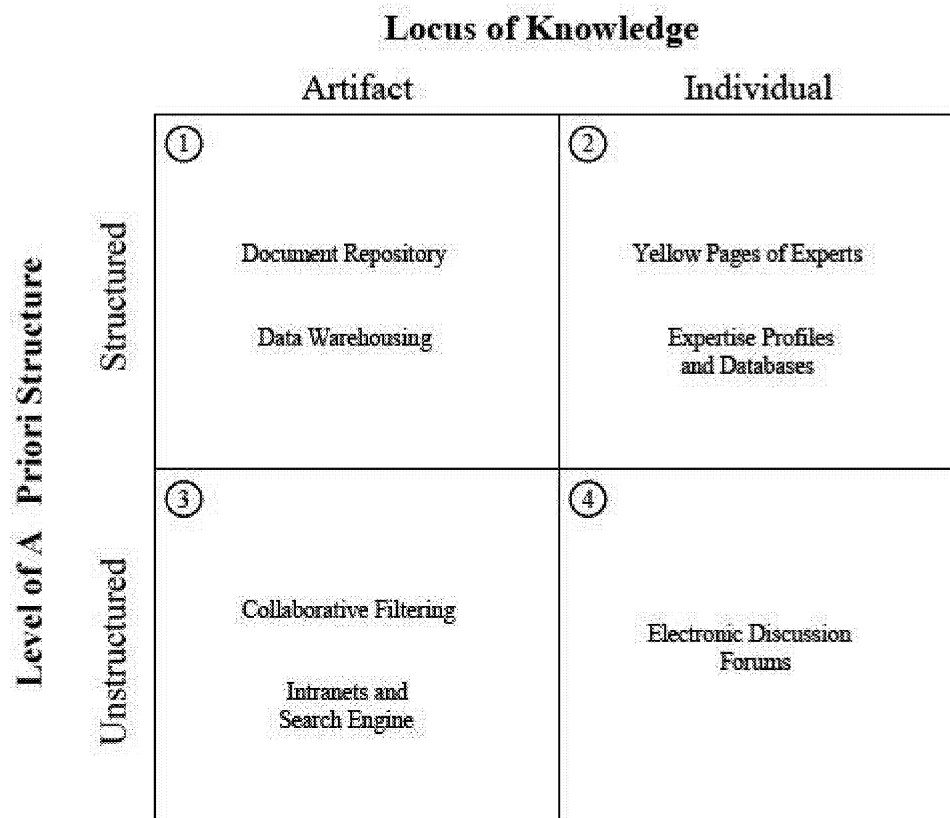 Locus of Knowledge
Artifact
Individual
Level of A Priori Structure
Structured
1
Document Repository
Data Warehousing
2
Yellow Pages of Experts
Expertise Profiles
and Databases
Unstructured
3
Collaborative Filtering
Intranets and
Search Engine
4
Electronic Discussion
Forums